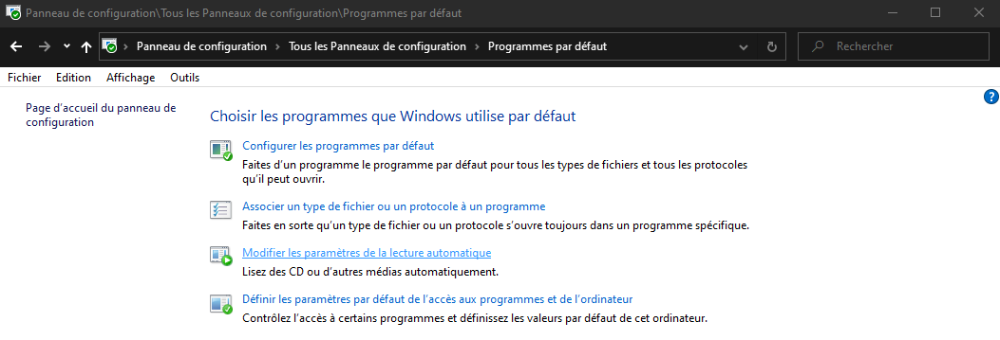 Panneau de configuration\Tous les Panneaux de configuration\Programmes par défaut
Panneau de configuration
Tous les Panneaux de configuration
Programmes par défaut
Rechercher
Fichier Edition Affichage Outils
?
Page d'accueil du panneau de
configuration
Choisir les programmes que Windows utilise par défaut
Configurer les programmes par défaut
Faites d'un programme le programme par défaut pour tous les types de fichiers et tous les protocoles
qu'il peut ouvrir.
Associer un type de fichier ou un protocole à un programme
Faites en sorte qu'un type de fichier ou un protocole s'ouvre toujours dans un programme spécifique.
Modifier les paramètres de la lecture automatique
Lisez des CD ou d'autres médias automatiquement.
Définir les paramètres par défaut de l'accès aux programmes et de l'ordinateur
Contrôlez l'accès à certains programmes et définissez les valeurs par défaut de cet ordinateur.